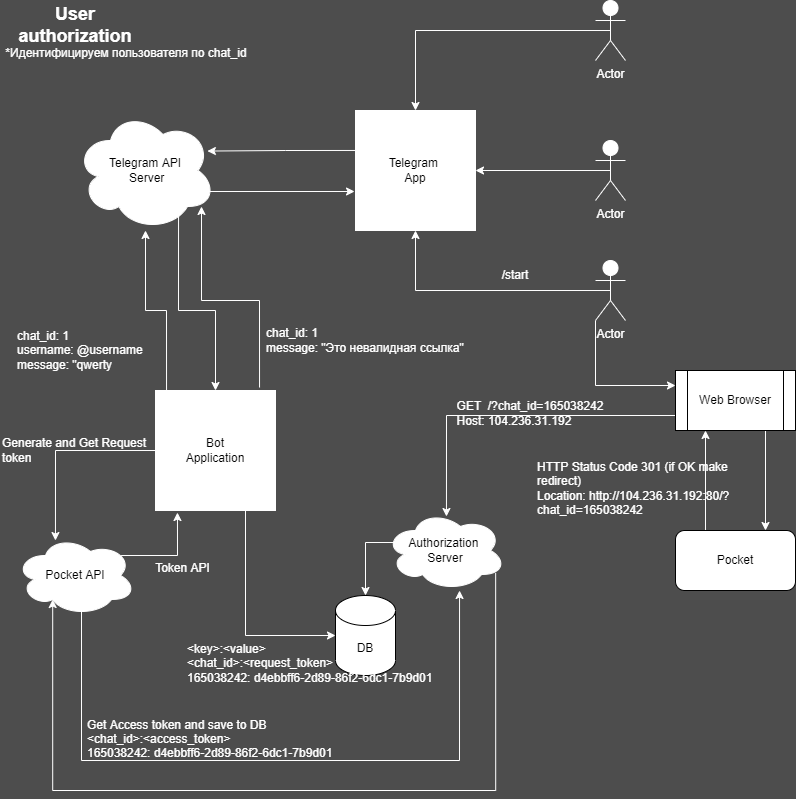 User
authorization
*Идентифицируем пользователя по chat_id
Actor
Telegram API
Server
Telegram
App
Actor
/start
Actor
chat_id: 1
username: @username
message: "qwerty
chat_id: 1
message: "Это невалидная ссылка"
Web Browser
GET /?chat_id=165038242
Host: 104.236.31.192
Generate and Get Request
token
Bot
Application
HTTP Status Code 301 (if OK make
redirect)
Location: http://104.236.31.192:80/?
chat_id=165038242
Authorization
Server
Pocket
Pocket API
Token API
DB
<key>:<value>
<chat_id>:<request_token>
165038242: d4ebbff6-2d89-86f2-6dc1-7b9d01
Get Access token and save to DB
<chat_id>:<access_token>
165038242: d4ebbff6-2d89-86f2-6dc1-7b9d01